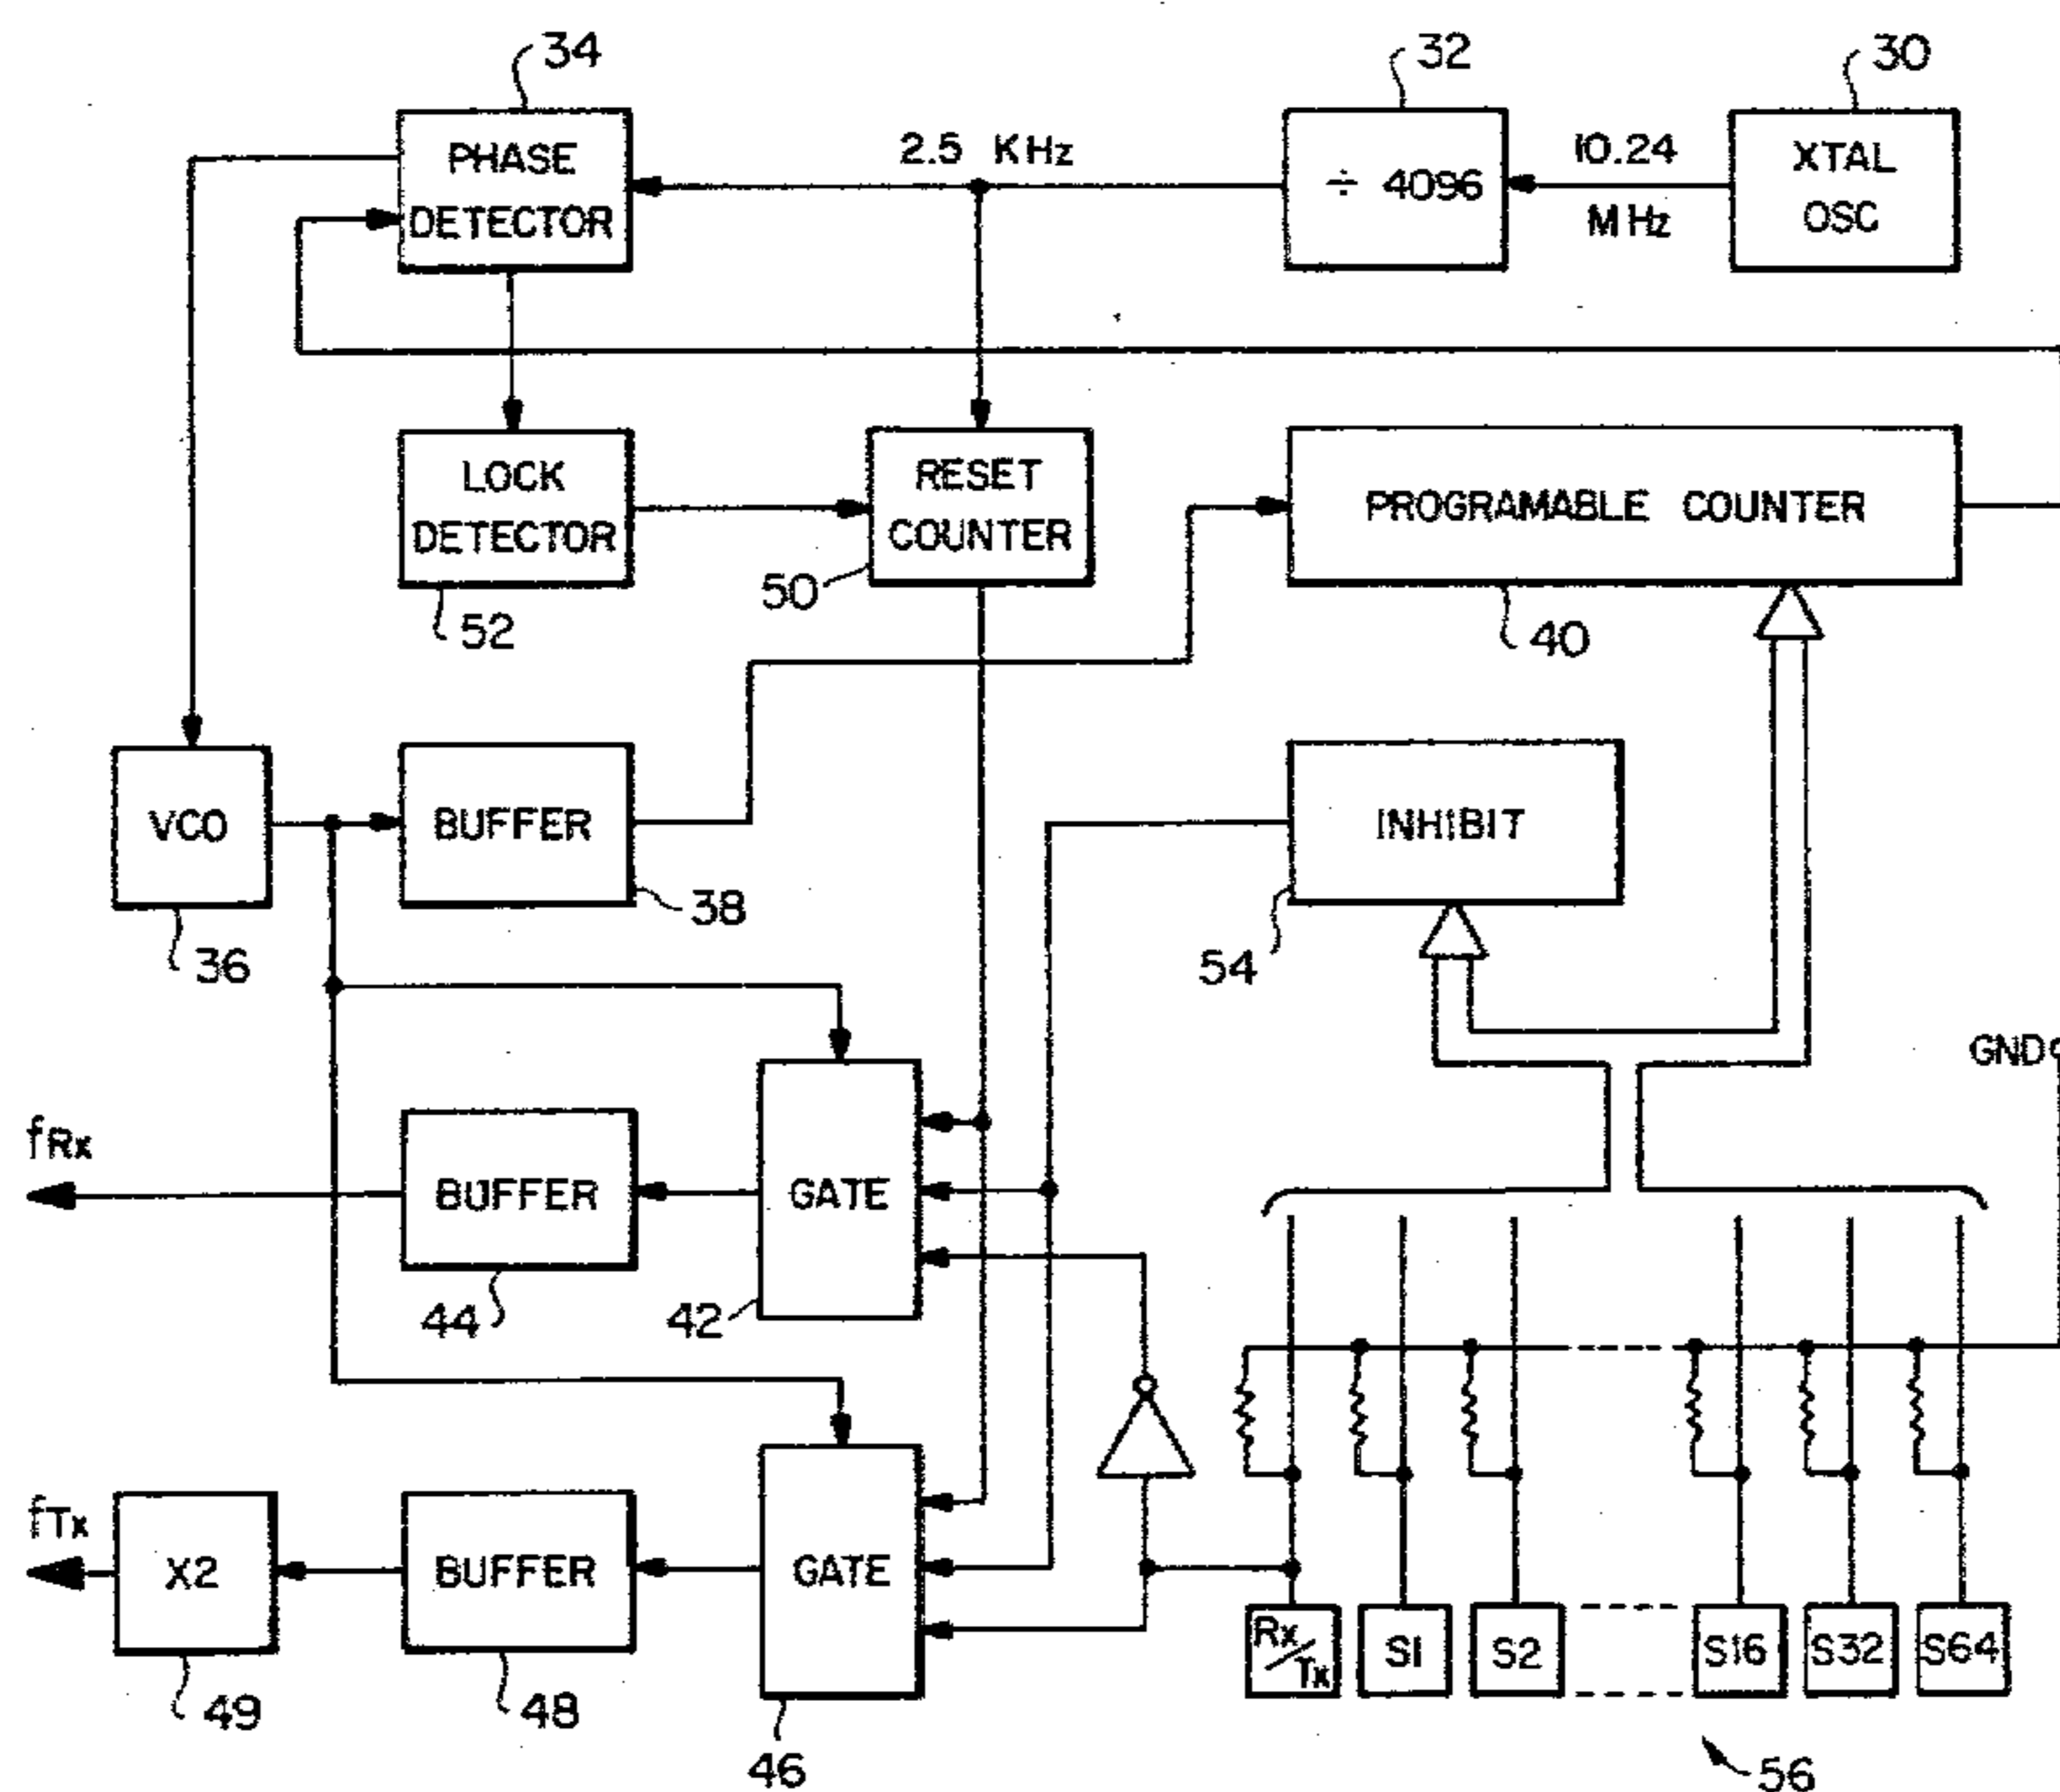 34
32
30
PHASE
DETECTOR
2.5 KHz
÷ 4096
10.24
MHz
XTAL
OSC
LOCK
DETECTOR
52
RESET
COUNTER
50
PROGRAMABLE COUNTER
40
VCO
36
BUFFER
38
INHIBIT
54
GND
fRx
BUFFER
44
GATE
42
fTx
X2
49
BUFFER
48
GATE
46
Rx/Tx
S1
S2
S16
S32
S64
56